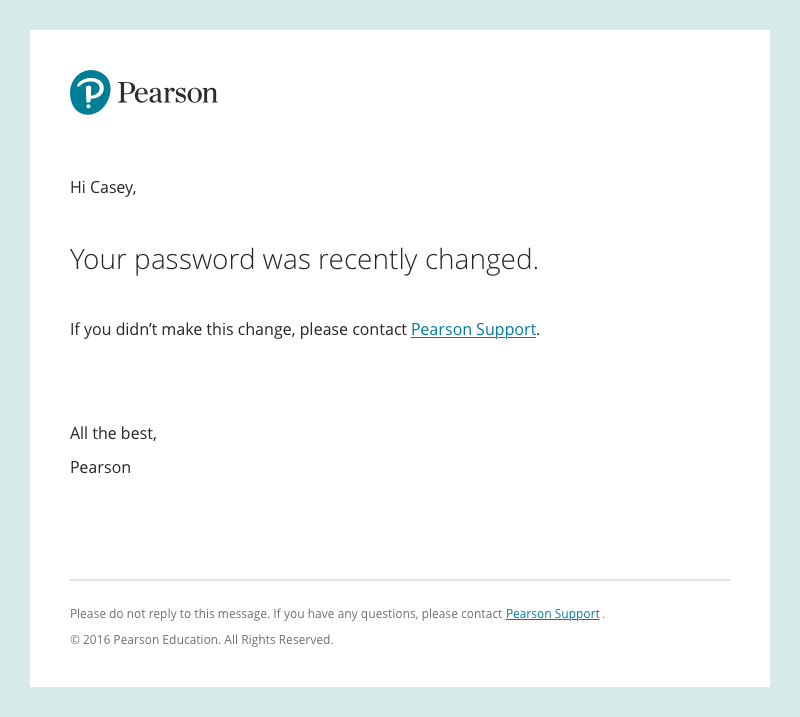 Pearson
Hi Casey,
Your password was recently changed.
If you didn’t make this change, please contact Pearson Support.
All the best,
Pearson
Please do not reply to this message. If you have any questions, please contact Pearson Support .
© 2016 Pearson Education. All Rights Reserved.